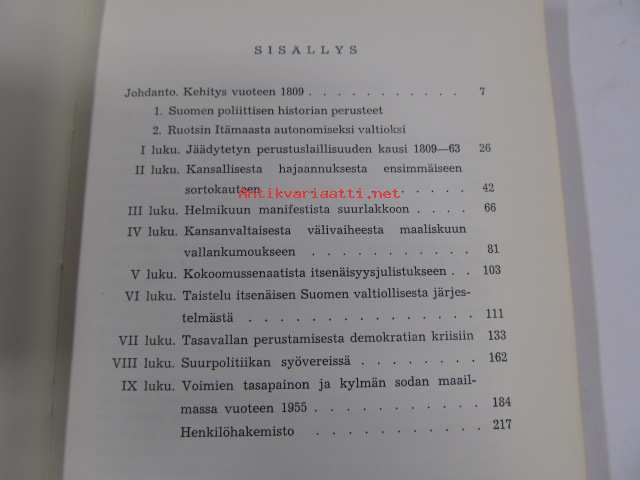 SISÄLLYS
Johdanto. Kehitys vuoteen 1809 . . . . . . . . . . . 7
1. Suomen poliittisen historian perusteet
2. Ruotsin Itämaasta autonomiseksi valtioksi
I luku. Jäädytetyn perustuslaillisuuden kausi 1809—63 26
II luku. Kansallisesta hajaannuksesta ensimmäiseen
sortokauteen . . . . . . . . . . . 42
Antikvariaatti.net
III luku. Helmikuun manifestista suurlakkoon . . . . 66
IV luku. Kansanvaltaisesta välivaiheesta maaliskuun
vallankumoukseen . . . . . . . . . 81
V luku. Kokoomussenaatista itsenäisyysjulistukseen . . 103
VI luku. Taistelu itsenäisen Suomen valtiollisesta järjes-
telmästä . . . . . . . . . . . . . 111
VII luku. Tasavallan perustamisesta demokratian kriisiin 133
VIII luku. Suurpolitiikan syövereissä . . . . . . . . 162
IX luku. Voimien tasapaino ja kylmän sodan maail-
massa vuoteen 1955 . . . . . . . . . . 184
Henkilöhakemisto . . . . . . . . . . . 217